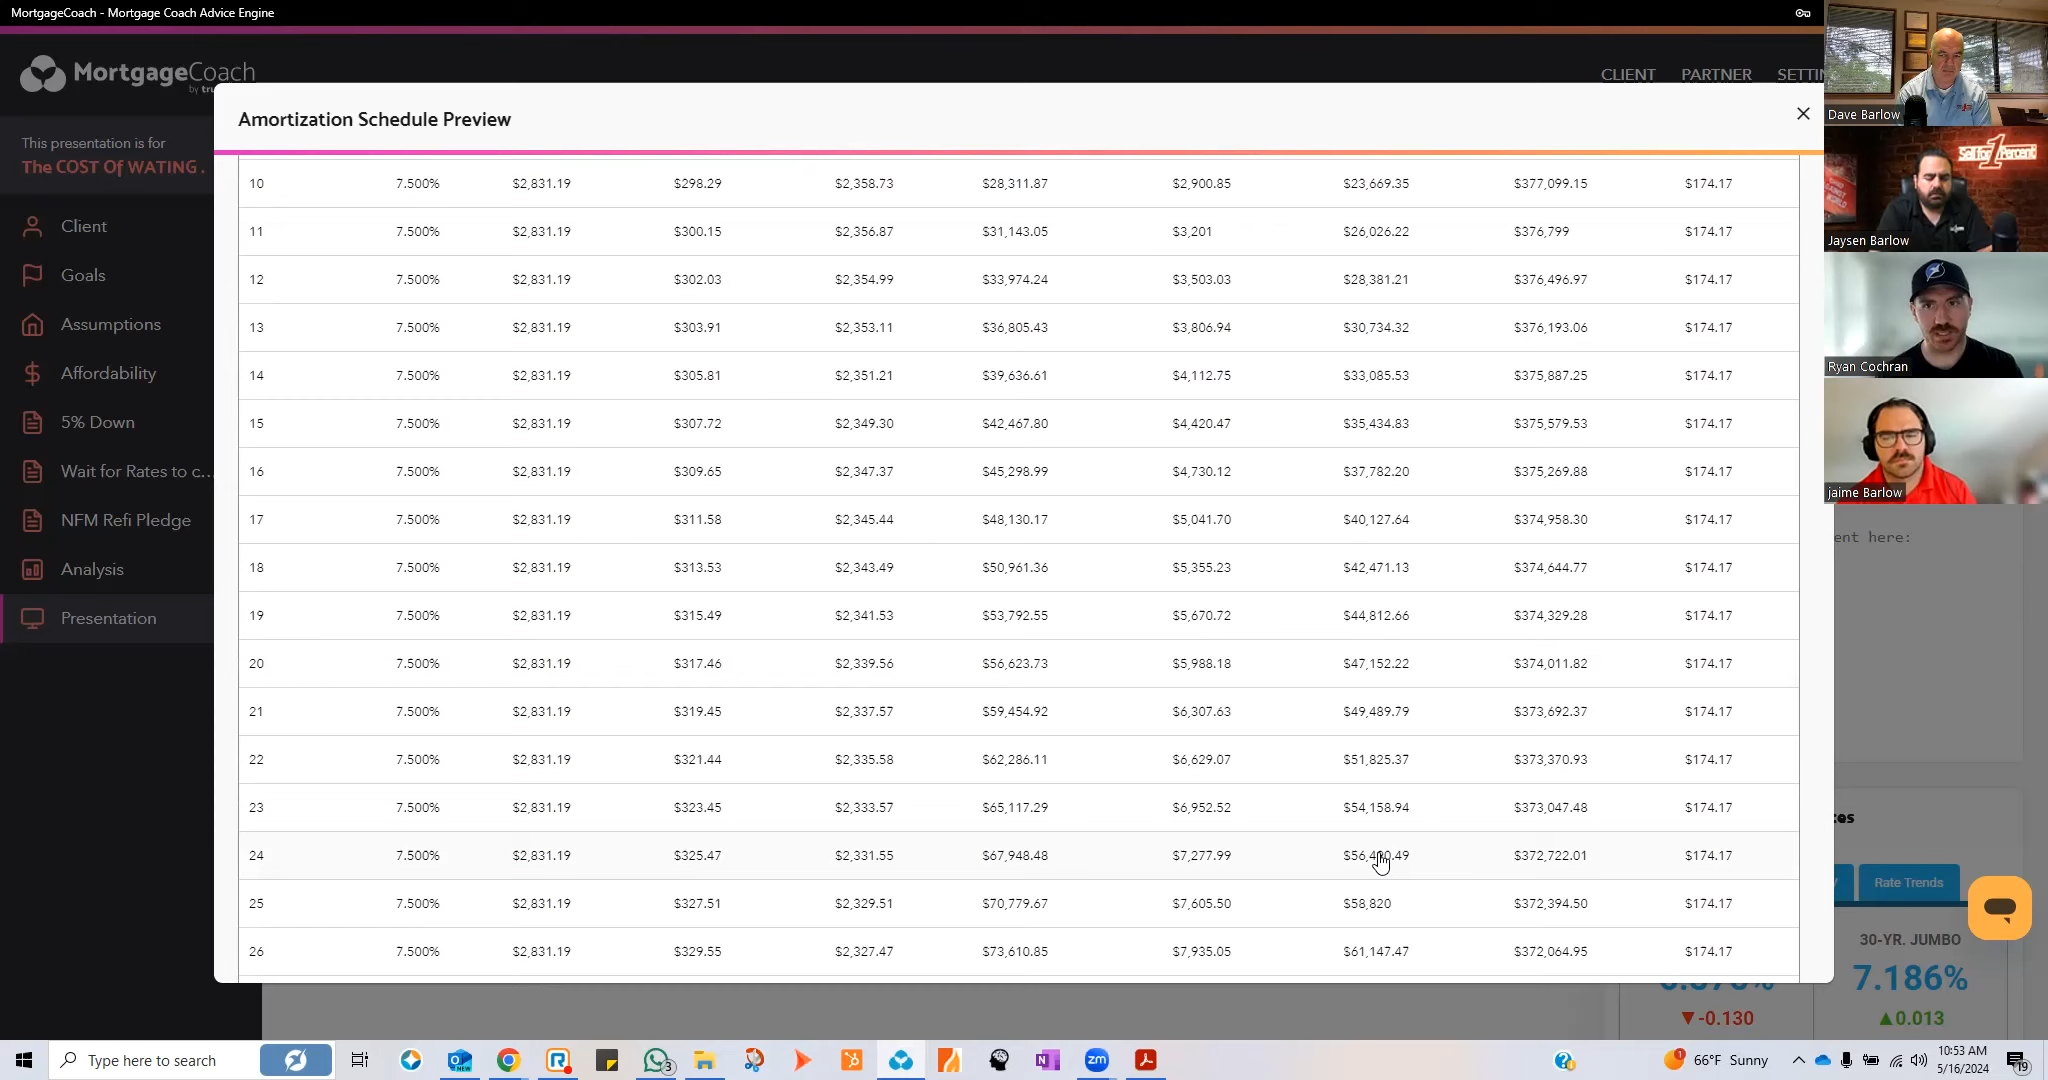 MortgageCoach - Mortgage Coach Advice Engine
MortgageCoach
by tru
CLIENT PARTNER SETTI
This presentation is for
The COST Of WATING .
Client
Goals
Assumptions
Affordability
5% Down
Wait for Rates to c...
NFM Refi Pledge
Analysis
Presentation
Amortization Schedule Preview
10 7.500% $2,831.19 $298.29 $2,358.73 $28,311.87 $2,900.85 $23,669.35 $377,099.15 $174.17
11 7.500% $2,831.19 $300.15 $2,356.87 $31,143.05 $3,201 $26,026.22 $376,799 $174.17
12 7.500% $2,831.19 $302.03 $2,354.99 $33,974.24 $3,503.03 $28,381.21 $376,496.97 $174.17
13 7.500% $2,831.19 $303.91 $2,353.11 $36,805.43 $3,806.94 $30,734.32 $376,193.06 $174.17
14 7.500% $2,831.19 $305.81 $2,351.21 $39,636.61 $4,112.75 $33,085.53 $375,887.25 $174.17
15 7.500% $2,831.19 $307.72 $2,349.30 $42,467.80 $4,420.47 $35,434.83 $375,579.53 $174.17
16 7.500% $2,831.19 $309.65 $2,347.37 $45,298.99 $4,730.12 $37,782.20 $375,269.88 $174.17
17 7.500% $2,831.19 $311.58 $2,345.44 $48,130.17 $5,041.70 $40,127.64 $374,958.30 $174.17
18 7.500% $2,831.19 $313.53 $2,343.49 $50,961.36 $5,355.23 $42,471.13 $374,644.77 $174.17
19 7.500% $2,831.19 $315.49 $2,341.53 $53,792.55 $5,670.72 $44,812.66 $374,329.28 $174.17
20 7.500% $2,831.19 $317.46 $2,339.56 $56,623.73 $5,988.18 $47,152.22 $374,011.82 $174.17
21 7.500% $2,831.19 $319.45 $2,337.57 $59,454.92 $6,307.63 $49,489.79 $373,692.37 $174.17
22 7.500% $2,831.19 $321.44 $2,335.58 $62,286.11 $6,629.07 $51,825.37 $373,370.93 $174.17
23 7.500% $2,831.19 $323.45 $2,333.57 $65,117.29 $6,952.52 $54,158.94 $373,047.48 $174.17
24 7.500% $2,831.19 $325.47 $2,331.55 $67,948.48 $7,277.99 $372,722.01 $174.17
25 7.500% $2,831.19 $327.51 $2,329.51 $70,779.67 $7,605.50 $58,820 $372,394.50 $174.17
26 7.500% $2,831.19 $329.55 $2,327.47 $73,610.85 $7,935.05 $61,147.47 $372,064.95 $174.17
Dave Barlow
Sell for 1 Percent
Jaysen Barlow
Ryan Cochran
jaime Barlow
ent here:
ces
Rate Trends
30-YR. JUMBO
7.186%
▼-0.130
▲0.013
Type here to search
3
zm
1
66°F Sunny
10:53 AM
5/16/2024
19